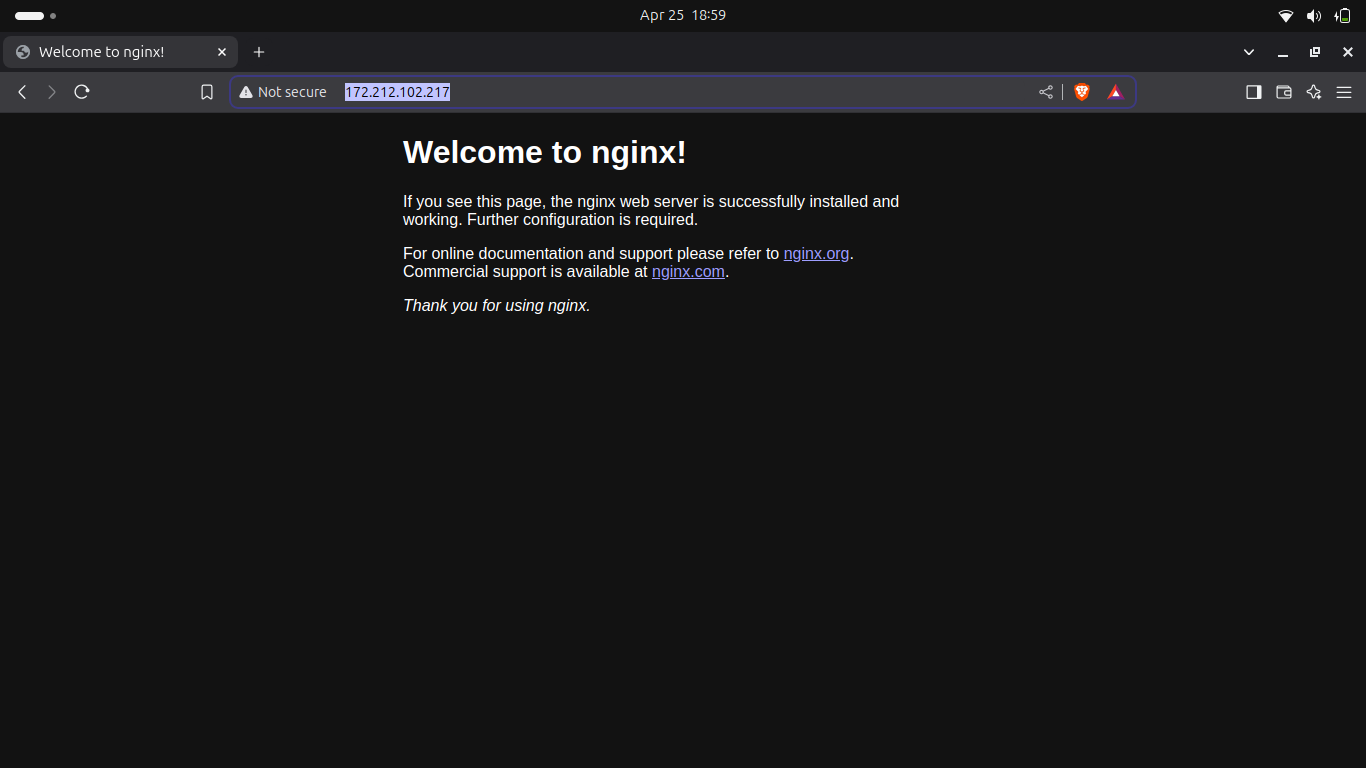 Apr 25 18:59
Welcome to nginx!
Not secure 172.212.102.217
Welcome to nginx!
If you see this page, the nginx web server is successfully installed and
working. Further configuration is required.
For online documentation and support please refer to nginx.org.
Commercial support is available at nginx.com.
Thank you for using nginx.